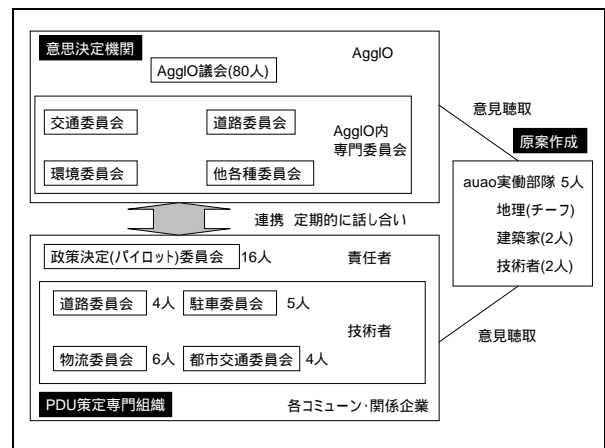 意思決定機関
AgglO
AgglO議会(80人)
交通委員会
道路委員会
AgglO内
専門委員会
環境委員会
他各種委員会
意見聴取
原案作成
auao実働部隊 5人
地理(チーフ)
建築家(2人)
技術者(2人)
連携 定期的に話し合い
政策決定(パイロット)委員会 16人
責任者
道路委員会 4人
駐車委員会 5人
技術者
物流委員会 6人
都市交通委員会 4人
意見聴取
PDU策定専門組織
各コミューン・関係企業